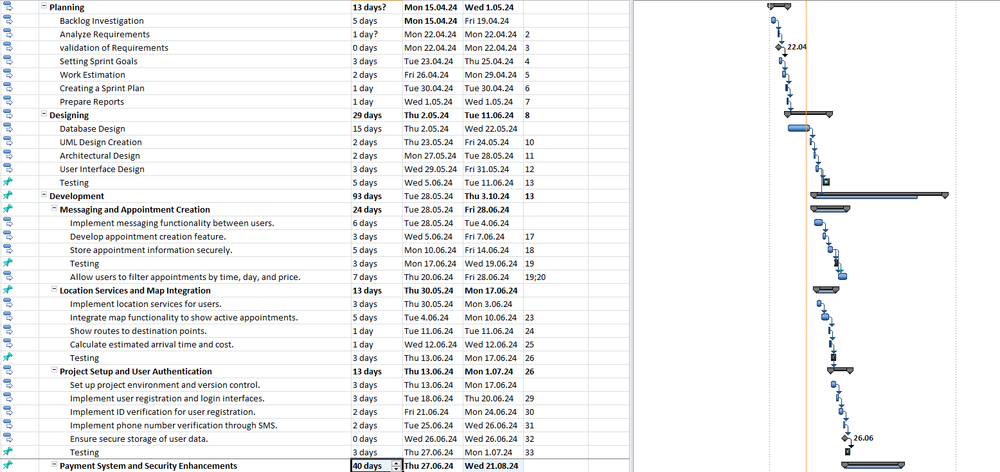 Planning 13 days? Mon 15.04.24 Wed 1.05.24
Backlog Investigation 5 days Mon 15.04.24 Fri 19.04.24
Analyze Requirements 1 day? Mon 22.04.24 Mon 22.04.24 2
validation of Requirements 0 days Mon 22.04.24 Mon 22.04.24 3 22.04
Setting Sprint Goals 3 days Tue 23.04.24 Thu 25.04.24 4
Work Estimation 2 days Fri 26.04.24 Mon 29.04.24 5
Creating a Sprint Plan 1 day Tue 30.04.24 Tue 30.04.24 6
Prepare Reports 1 day Wed 1.05.24 Wed 1.05.24 7
Designing 29 days Thu 2.05.24 Tue 11.06.24 8
Database Design 15 days Thu 2.05.24 Wed 22.05.24
UML Design Creation 2 days Thu 23.05.24 Fri 24.05.24 10
Architectural Design 2 days Mon 27.05.24 Tue 28.05.24 11
User Interface Design 3 days Wed 29.05.24 Fri 31.05.24 12
Testing 5 days Wed 5.06.24 Tue 11.06.24 13
Development 93 days Tue 28.05.24 Thu 3.10.24 13
Messaging and Appointment Creation 24 days Tue 28.05.24 Fri 28.06.24
Implement messaging functionality between users. 6 days Tue 28.05.24 Tue 4.06.24
Develop appointment creation feature. 3 days Wed 5.06.24 Fri 7.06.24 17
Store appointment information securely. 5 days Mon 10.06.24 Fri 14.06.24 18
Testing 3 days Mon 17.06.24 Wed 19.06.24 19
Allow users to filter appointments by time, day, and price. 7 days Thu 20.06.24 Fri 28.06.24 19;20
Location Services and Map Integration 13 days Thu 30.05.24 Mon 17.06.24
Implement location services for users. 3 days Thu 30.05.24 Mon 3.06.24
Integrate map functionality to show active appointments. 5 days Tue 4.06.24 Mon 10.06.24 23
Show routes to destination points. 1 day Tue 11.06.24 Tue 11.06.24 24
Calculate estimated arrival time and cost. 1 day Wed 12.06.24 Wed 12.06.24 25
Testing 3 days Thu 13.06.24 Mon 17.06.24 26
Project Setup and User Authentication 13 days Thu 13.06.24 Mon 1.07.24 26
Set up project environment and version control. 3 days Thu 13.06.24 Mon 17.06.24
Implement user registration and login interfaces. 3 days Tue 18.06.24 Thu 20.06.24 29
Implement ID verification for user registration. 2 days Fri 21.06.24 Mon 24.06.24 30
Implement phone number verification through SMS. 2 days Tue 25.06.24 Wed 26.06.24 31
Ensure secure storage of user data. 0 days Wed 26.06.24 Wed 26.06.24 32 26.06
Testing 3 days Thu 27.06.24 Mon 1.07.24 33
Payment System and Security Enhancements 40 days Thu 27.06.24 Wed 21.08.24